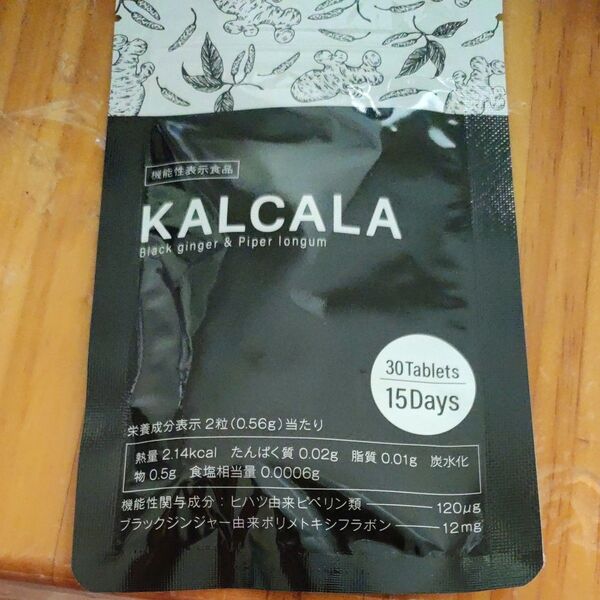 機能性表示食品
KALCALA
Black ginger & Piper longum
30Tablets
15Days
栄養成分表示 2粒(0.56g)当たり
熱量 2.14kcal たんぱく質 0.02g 脂質 0.01g 炭水化
物 0.5g 食塩相当量 0.0006g
機能性関与成分：ヒハツ由来ピペリン類 120μg
ブラックジンジャー由来ポリメトキシフラボン 12mg